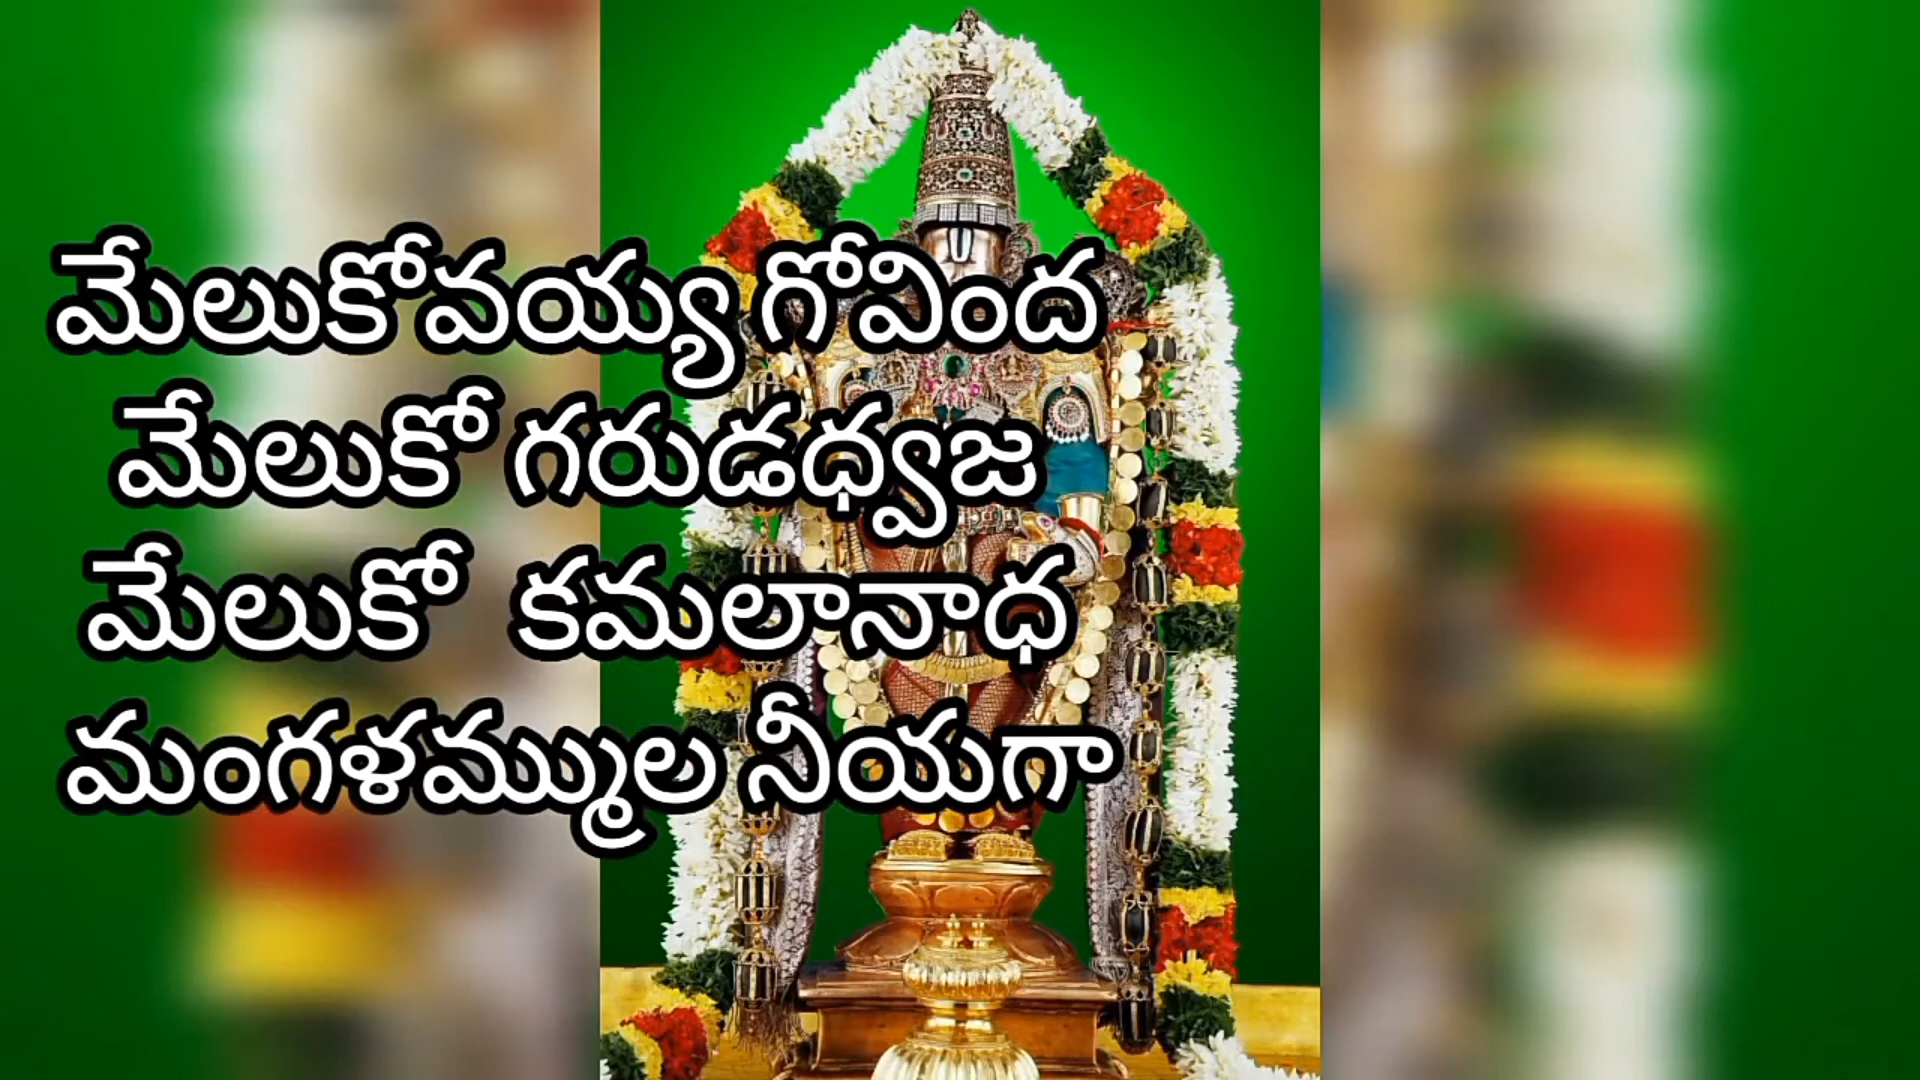 మేలుకోవయ్య గోవింద
మేలుకో గరుడధ్వజ
మేలుకో కమలానాధ
మంగళమ్ముల నీయగా